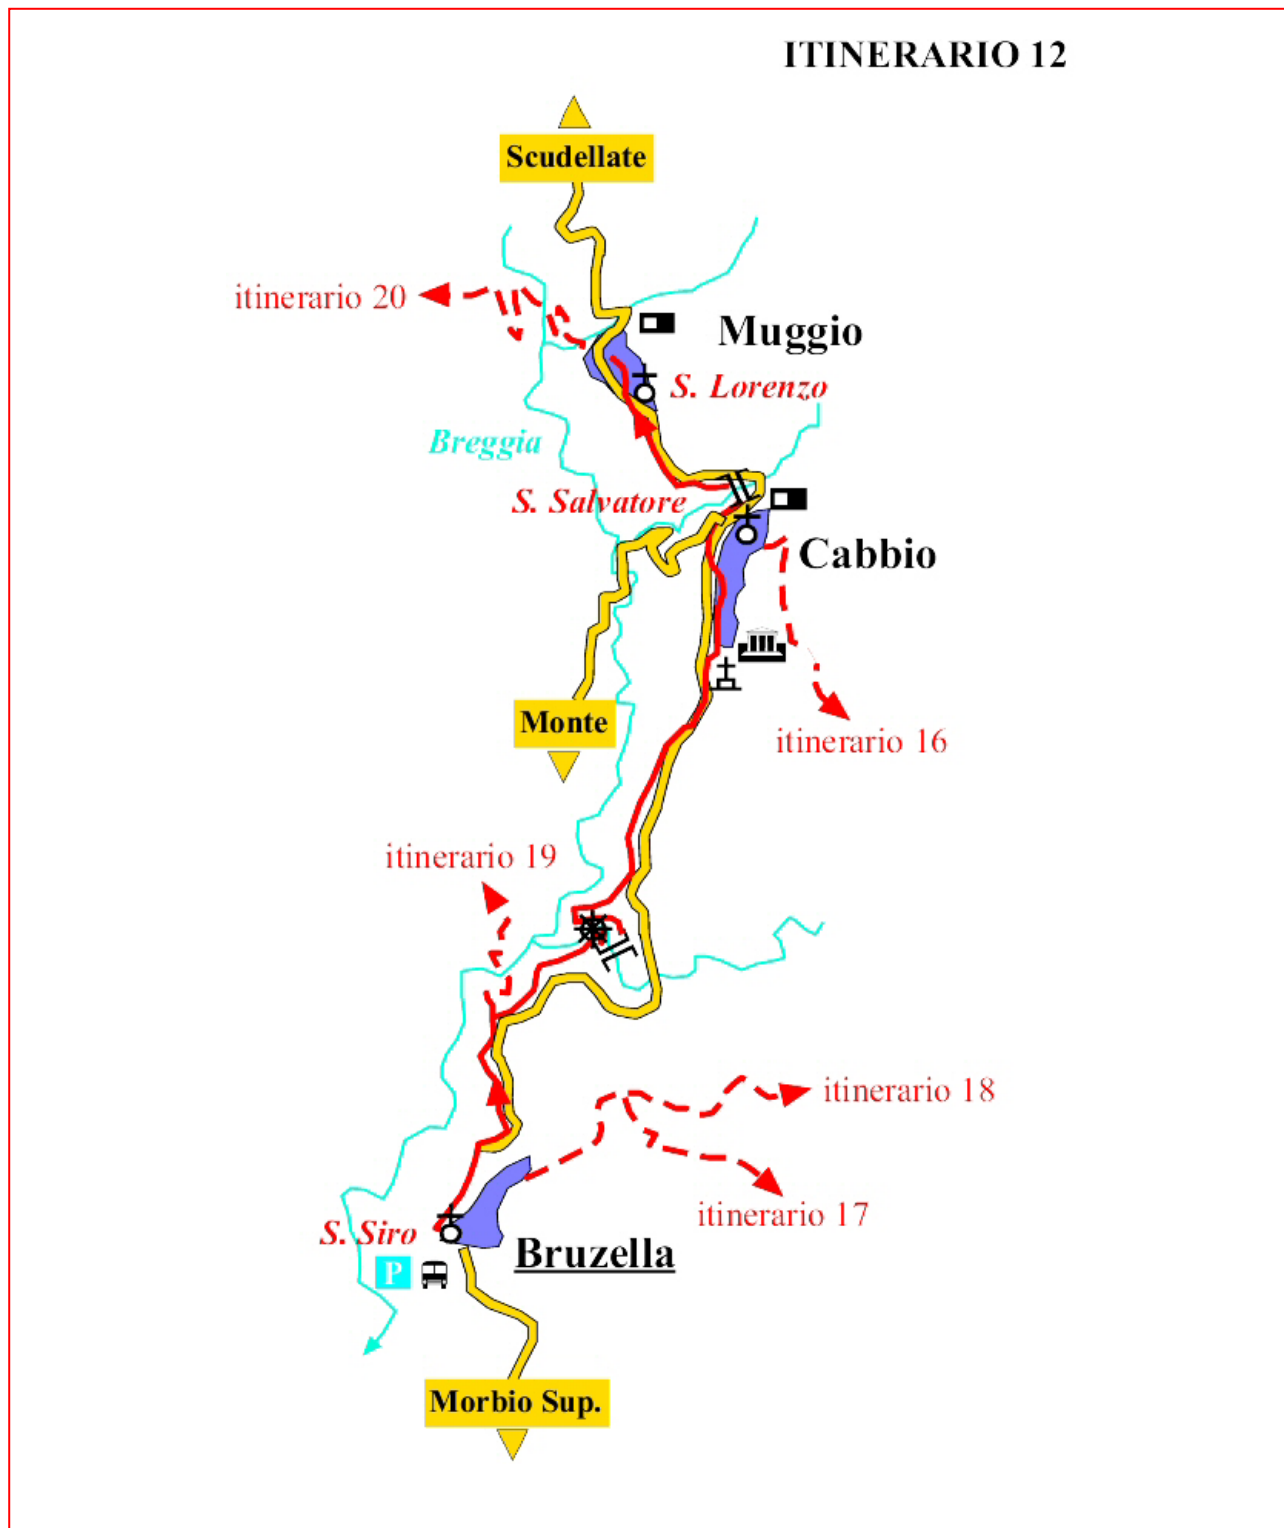 ITINERARIO 12
Scudellate
itinerario 20
Muggio
S. Lorenzo
Breggia
S. Salvatore
Cabbio
Monte
itinerario 16
itinerario 19
itinerario 18
itinerario 17
S. Siro
Bruzella
P
Morbio Sup.